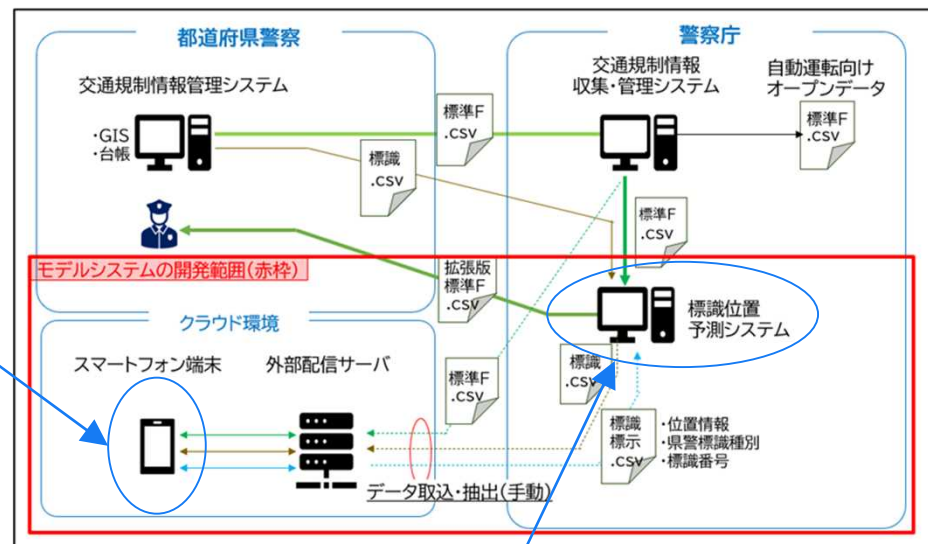 都道府県警察
交通規制情報管理システム
・GIS
・台帳
標準F
.csv
標識
.csv
警察庁
交通規制情報
収集・管理システム
自動運転向け
オープンデータ
標準F
.csv
標準F
.csv
モデルシステムの開発範囲(赤枠)
拡張版
標準F
.csv
標識位置
予測システム
クラウド環境
スマートフォン端末
外部配信サーバ
標準F
.csv
標識
.csv
標識
標示
.csv
・位置情報
・県警標識種別
・標識番号
データ取込・抽出(手動)